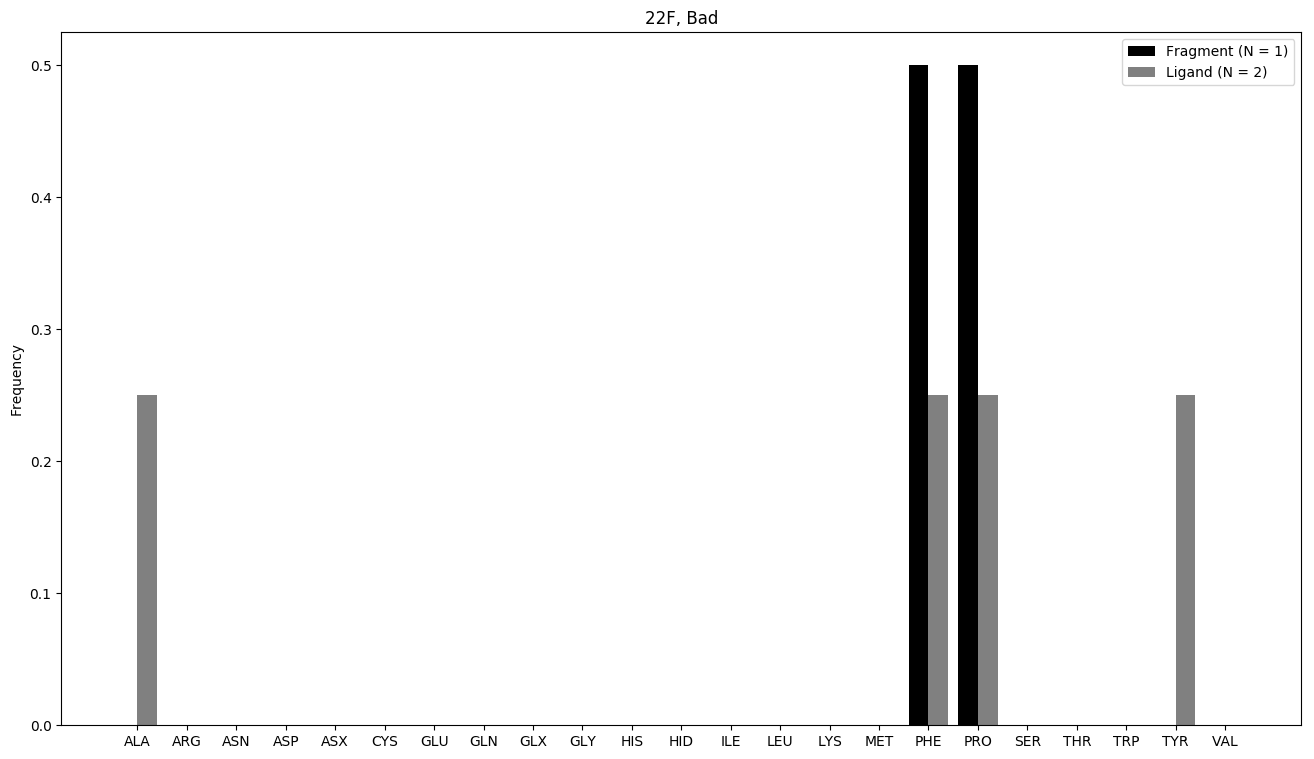 22F, Bad
Fragment (N = 1)
Ligand (N = 2)
Frequency
0.5
0.4
0.3
0.2
0.1
0.0
ALA ARG ASN ASP ASX CYS GLU GLN GLX GLY HIS HID ILE LEU LYS MET PHE PRO SER THR TRP TYR VAL